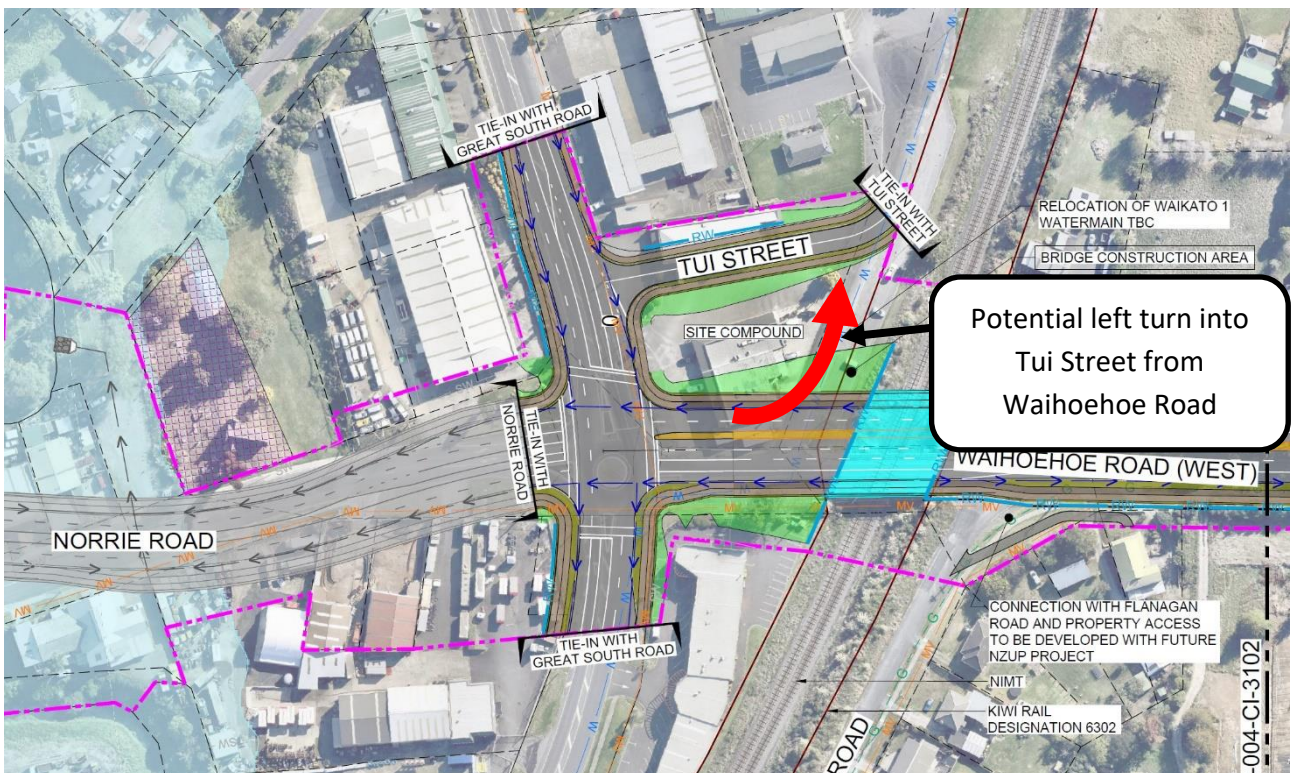 TIE-IN WITH
GREAT SOUTH ROAD
TIE-IN WITH
TUI STREET
RELOCATION OF WAIKATO 1
WATERMAIN TBC
BRIDGE CONSTRUCTION AREA
RW
TUI STREET
Potential left turn into
Tui Street from
Waihoehoe Road
SITE COMPOUND
TIE-IN WITH
NORRIE ROAD
WAIHOEHOE ROAD (WEST)
NORRIE ROAD
CONNECTION WITH FLANAGAN
ROAD AND PROPERTY ACCESS
TO BE DEVELOPED WITH FUTURE
NZUP PROJECT
TIE-IN WITH
GREAT SOUTH ROAD
NIMT
KIWI RAIL
DESIGNATION 6302
ROAD
-004-CI-3102